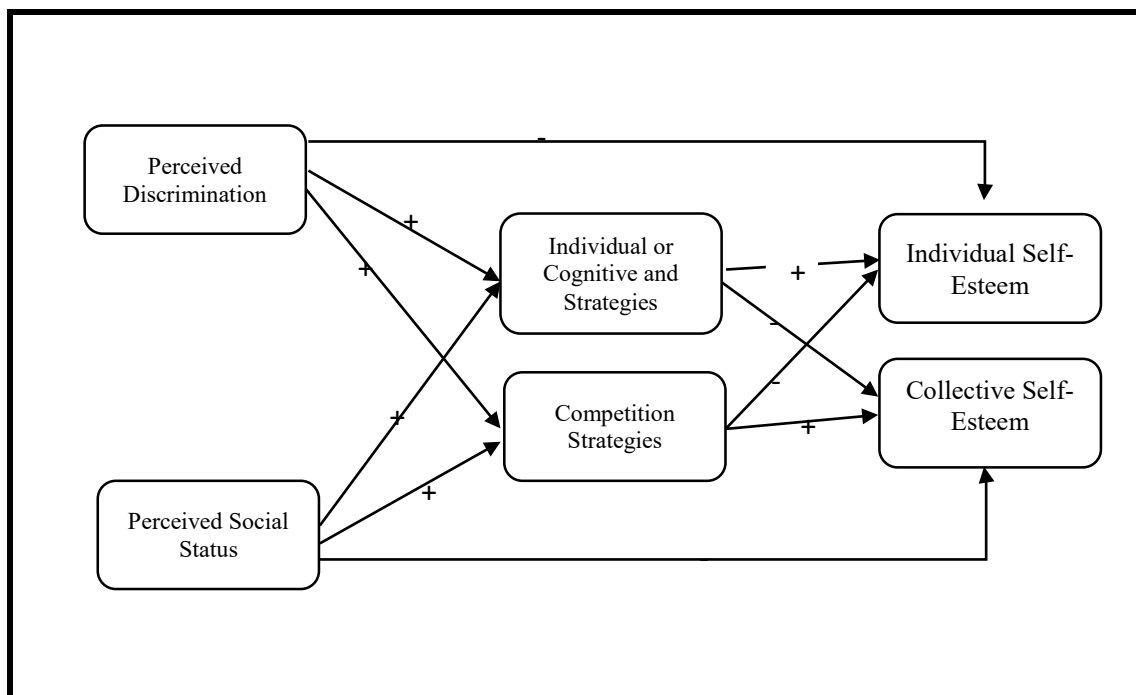 -
Perceived
Discrimination
+
+
Individual or
Cognitive and
Strategies
+
Individual Self-
Esteem
-
-
Competition
Strategies
+
+
Collective Self-
Esteem
+
Perceived Social
Status
-